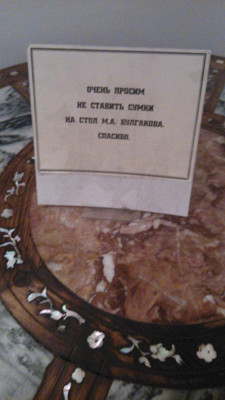 ОЧЕНЬ ПРОСИМ
НЕ СТАВИТЬ СУМКИ
НА СТОЛ М.А. БУЛГАКОВА.
СПАСИБО.